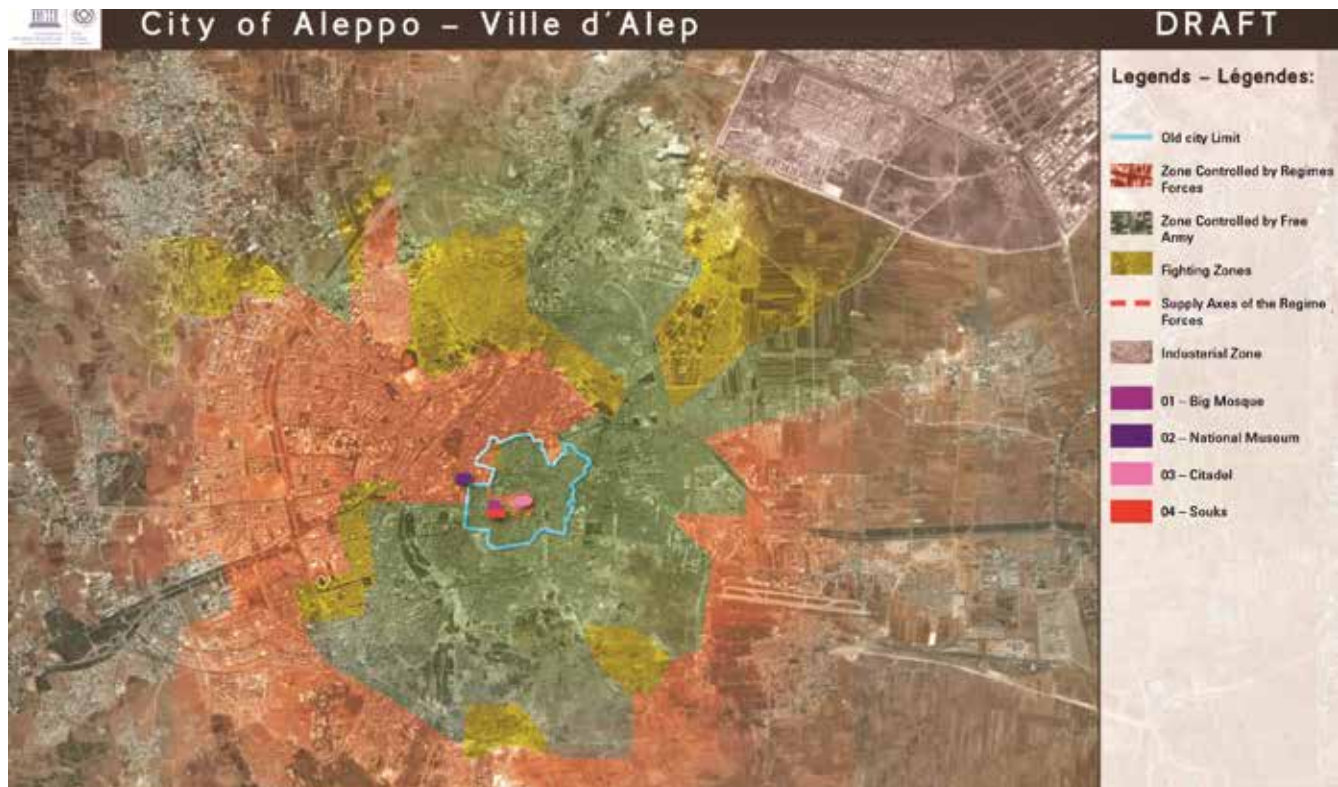 City of Aleppo – Ville d'Alep
DRAFT
Legends – Légendes:
Old city Limit
Zone Controlled by Regimes
Forces
Zone Controlled by Free
Army
Fighting Zones
Supply Axes of the Regime
Forces
Industerial Zone
01 – Big Mosque
02 – National Museum
03 – Citadel
04 – Souks